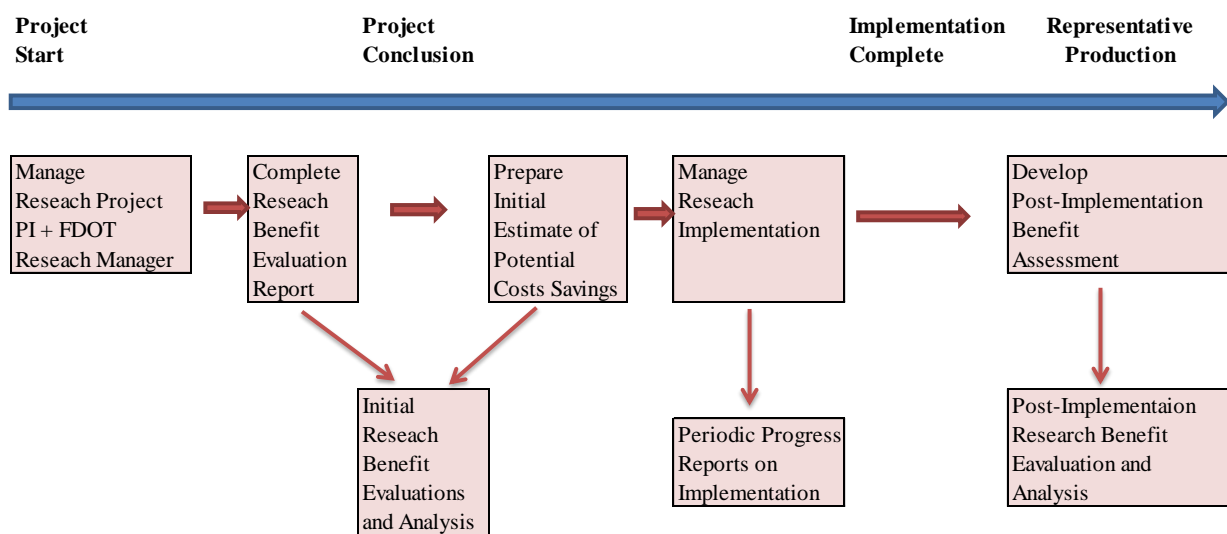 Project
Start
Project
Conclusion
Implementation
Complete
Representative
Production
Manage
Reseach Project
PI + FDOT
Reseach Manager
Complete
Reseach
Benefit
Evaluation
Report
Prepare
Initial
Estimate of
Potential
Costs Savings
Manage
Reseach
Implementation
Develop
Post-Implementation
Benefit
Assessment
Initial
Reseach
Benefit
Evaluations
and Analysis
Periodic Progress
Reports on
Implementation
Post-Implementaion
Research Benefit
Eavaluation and
Analysis